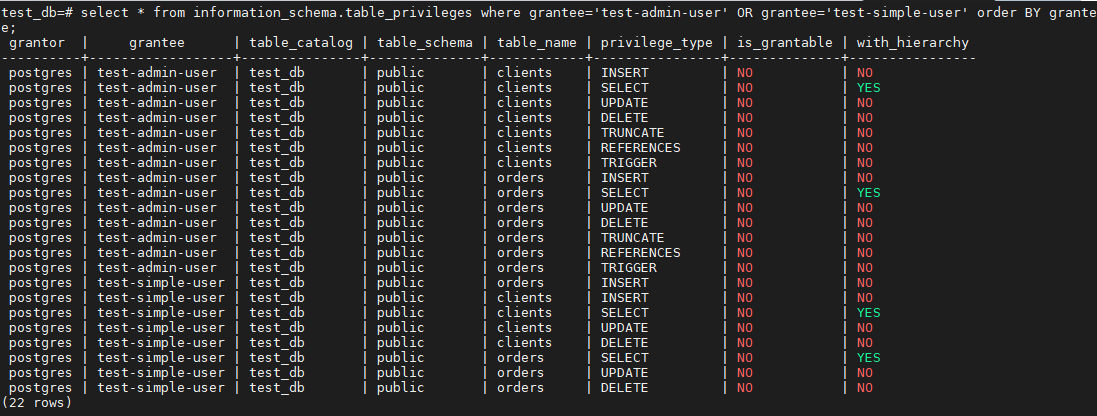 test_db=# select * from information_schema.table_privileges where grantee='test-admin-user' OR grantee='test-simple-user' order BY grante
e;
 grantor  |      grantee      | table_catalog | table_schema | table_name | privilege_type | is_grantable | with_hierarchy
----------+------------------+---------------+--------------+------------+----------------+--------------+----------------
 postgres | test-admin-user  | test_db       | public       | clients    | INSERT         | NO           | NO
 postgres | test-admin-user  | test_db       | public       | clients    | SELECT         | NO           | YES
 postgres | test-admin-user  | test_db       | public       | clients    | UPDATE         | NO           | NO
 postgres | test-admin-user  | test_db       | public       | clients    | DELETE         | NO           | NO
 postgres | test-admin-user  | test_db       | public       | clients    | TRUNCATE       | NO           | NO
 postgres | test-admin-user  | test_db       | public       | clients    | REFERENCES     | NO           | NO
 postgres | test-admin-user  | test_db       | public       | clients    | TRIGGER        | NO           | NO
 postgres | test-admin-user  | test_db       | public       | orders     | INSERT         | NO           | NO
 postgres | test-admin-user  | test_db       | public       | orders     | SELECT         | NO           | YES
 postgres | test-admin-user  | test_db       | public       | orders     | UPDATE         | NO           | NO
 postgres | test-admin-user  | test_db       | public       | orders     | DELETE         | NO           | NO
 postgres | test-admin-user  | test_db       | public       | orders     | TRUNCATE       | NO           | NO
 postgres | test-admin-user  | test_db       | public       | orders     | REFERENCES     | NO           | NO
 postgres | test-admin-user  | test_db       | public       | orders     | TRIGGER        | NO           | NO
 postgres | test-simple-user | test_db       | public       | orders     | INSERT         | NO           | NO
 postgres | test-simple-user | test_db       | public       | clients    | INSERT         | NO           | NO
 postgres | test-simple-user | test_db       | public       | clients    | SELECT         | NO           | YES
 postgres | test-simple-user | test_db       | public       | clients    | UPDATE         | NO           | NO
 postgres | test-simple-user | test_db       | public       | clients    | DELETE         | NO           | NO
 postgres | test-simple-user | test_db       | public       | orders     | SELECT         | NO           | YES
 postgres | test-simple-user | test_db       | public       | orders     | UPDATE         | NO           | NO
 postgres | test-simple-user | test_db       | public       | orders     | DELETE         | NO           | NO
(22 rows)